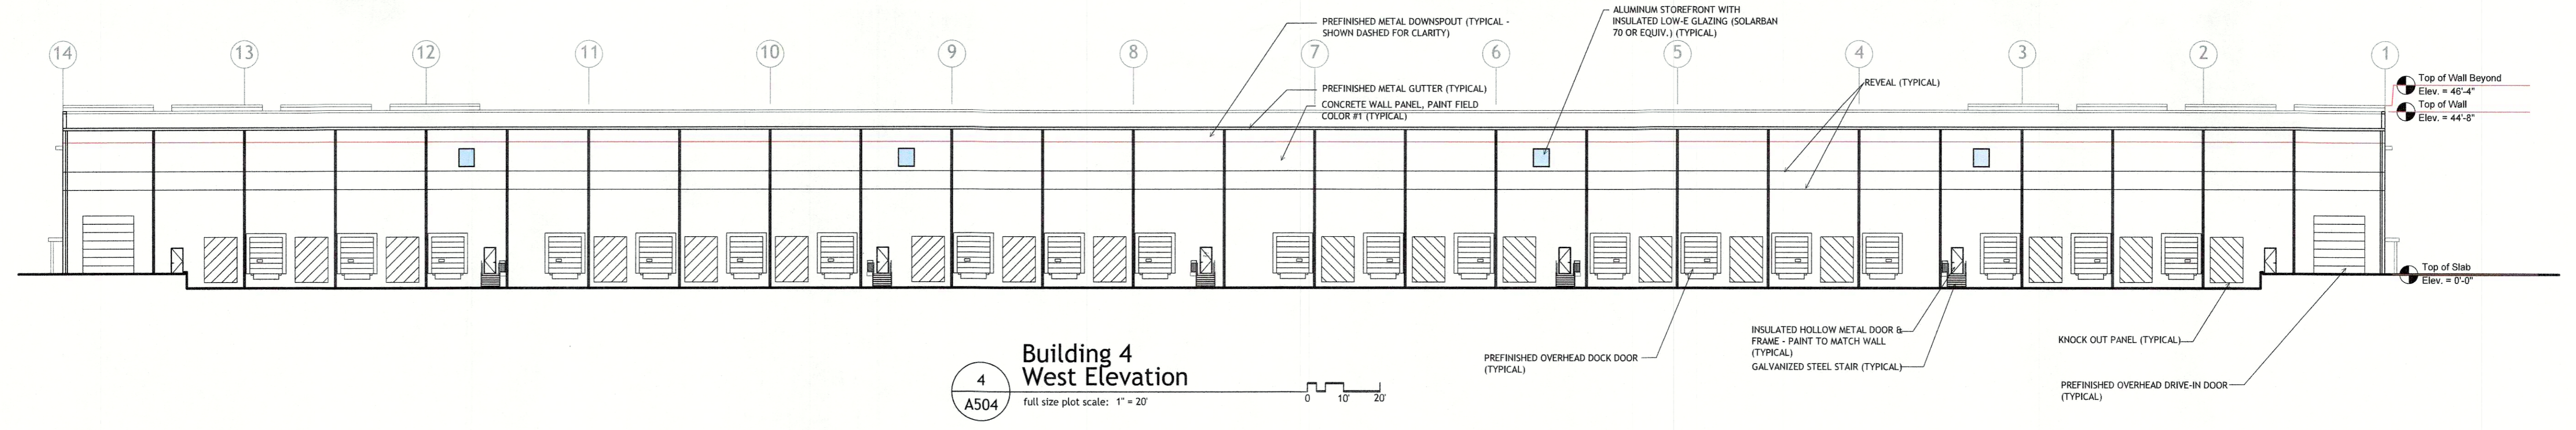 ALUMINUM STOREFRONT WITH
INSULATED LOW-E GLAZING (SOLARBAN
70 OR EQUIV.) (TYPICAL)
PREFINISHED METAL DOWNSPOUT (TYPICAL -
SHOWN DASHED FOR CLARITY)
14
13
12
11
10
9
8
7
6
5
4
3
2
1
PREFINISHED METAL GUTTER (TYPICAL)
CONCRETE WALL PANEL, PAINT FIELD
COLOR #1 (TYPICAL)
REVEAL (TYPICAL)
Top of Wall Beyond
Elev. = 46'-4"
Top of Wall
Elev. = 44'-8"
Top of Slab
Elev. = 0'-0"
PREFINISHED OVERHEAD DOCK DOOR
(TYPICAL)
INSULATED HOLLOW METAL DOOR &
FRAME - PAINT TO MATCH WALL
(TYPICAL)
GALVANIZED STEEL STAIR (TYPICAL)
KNOCK OUT PANEL (TYPICAL)
PREFINISHED OVERHEAD DRIVE-IN DOOR
(TYPICAL)
Building 4
West Elevation
4
A504
full size plot scale: 1" = 20'
0 10' 20'